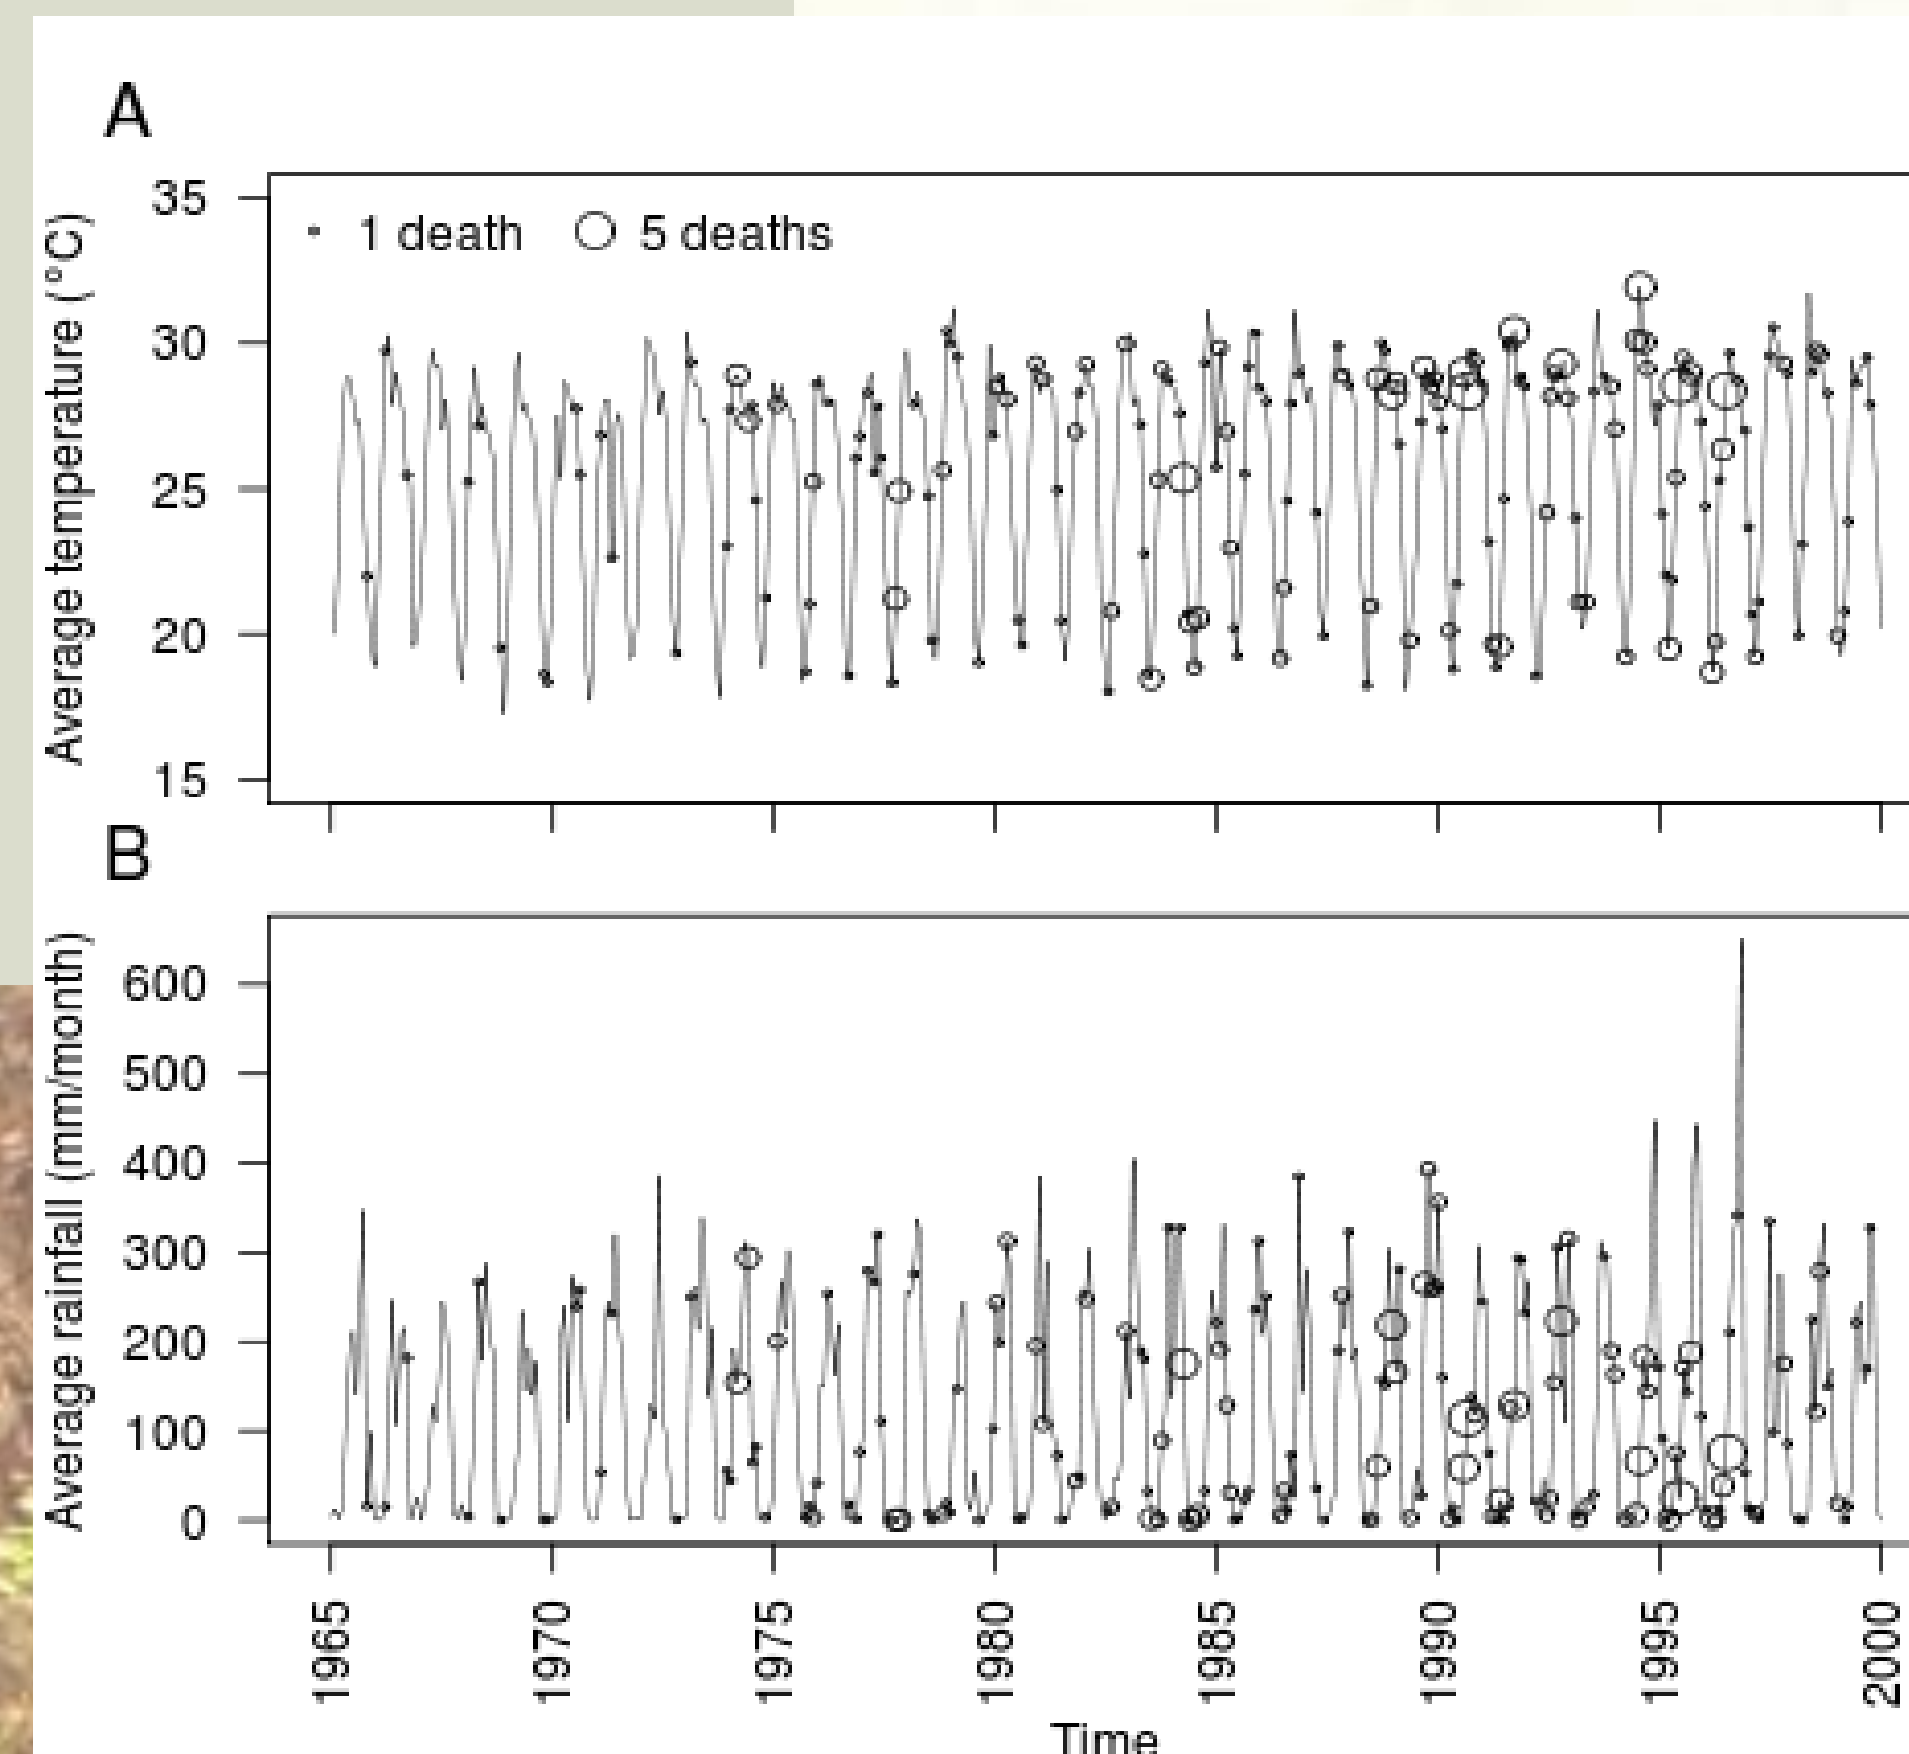 A
Average temperature (°C)
35
30
25
20
15
1 death
5 deaths
B
Average rainfall (mm/month)
600
500
400
300
200
100
0
1965
1970
1975
1980
1985
1990
1995
2000
Time